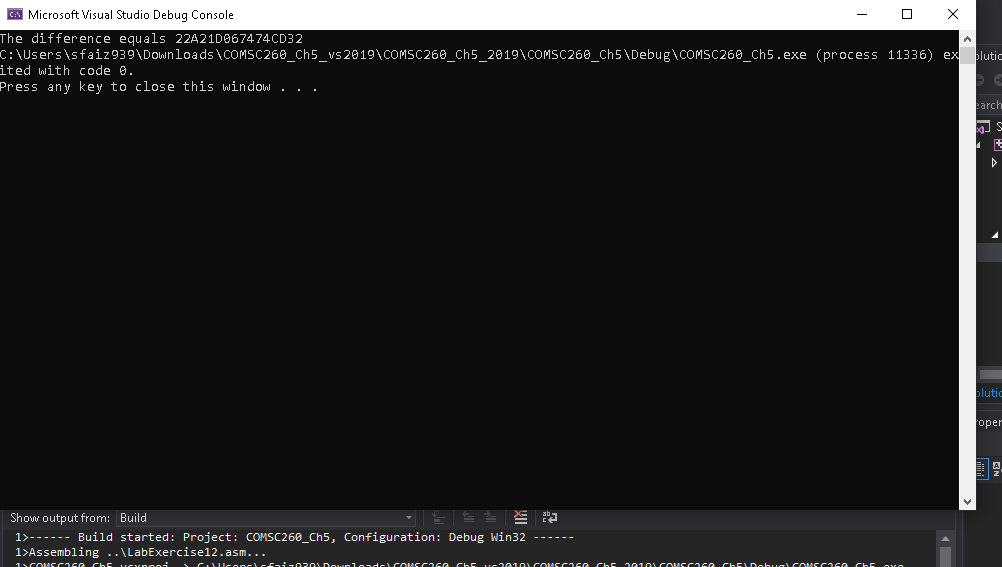 Microsoft Visual Studio Debug Console
The difference equals 22A21D067474CD32
C:\Users\sfaiz939\Downloads\COMSC260_Ch5_vs2019\COMSC260_Ch5_2019\COMSC260_Ch5\Debug\COMSC260_Ch5.exe (process 11336) ex
ited with code 0.
Press any key to close this window . . .
Show output from: Build
1>------ Build started: Project: COMSC260_Ch5, Configuration: Debug Win32 ------
1>Assembling ..\LabExercise12.asm...
1>COMSC260_Ch5.vcxproj -> C:\Users\sfaiz939\Downloads\COMSC260_Ch5_vs2019\COMSC260_Ch5_2019\COMSC260_Ch5\Debug\COMSC260_Ch5.exe